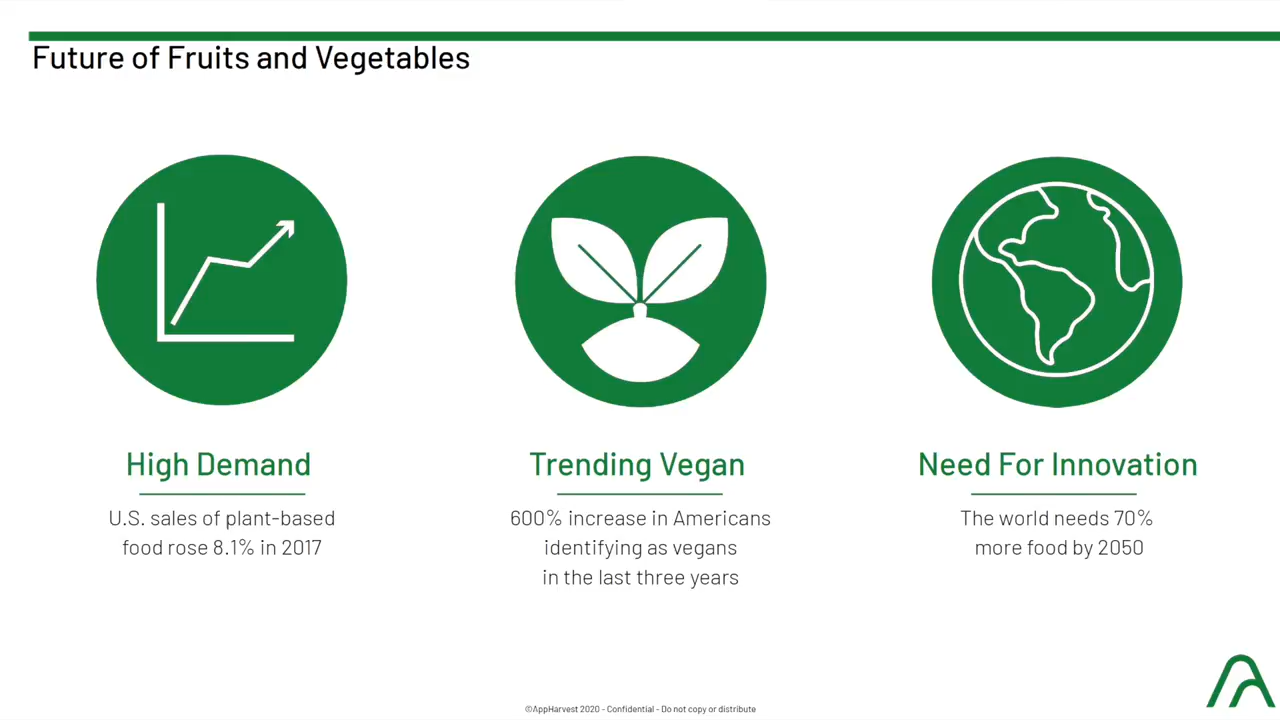 Future of Fruits and Vegetables
High Demand
U.S. sales of plant-based
food rose 8.1% in 2017
Trending Vegan
600% increase in Americans
identifying as vegans
in the last three years
Need For Innovation
The world needs 70%
more food by 2050
©AppHarvest 2020 - Confidential - Do not copy or distribute